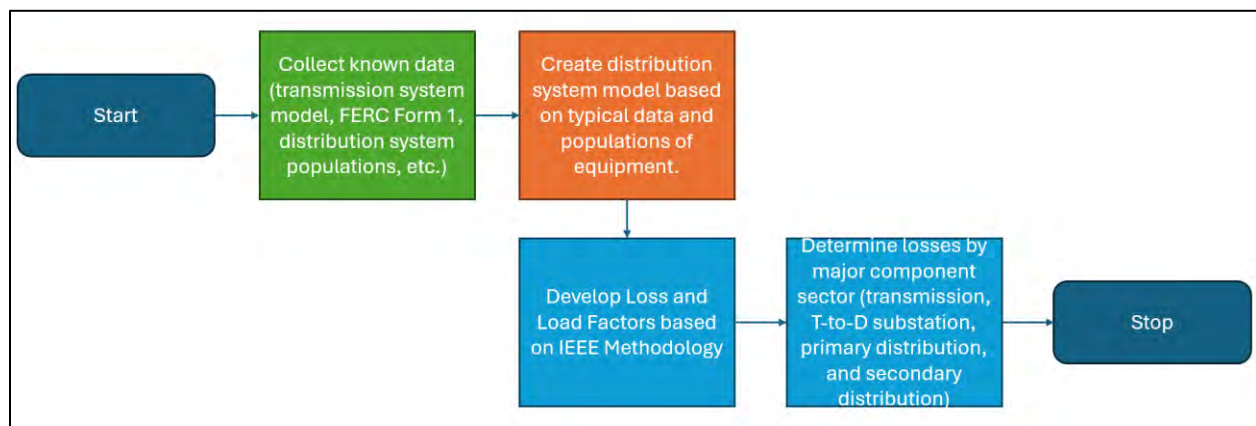 Start
Collect known data
(transmission system
model, FERC Form 1,
distribution system
populations, etc.)
Create distribution
system model based
on typical data and
populations of
equipment.
Develop Loss and
Load Factors based
on IEEE Methodology
Determine losses by
major component
sector (transmission,
T-to-D substation,
primary distribution,
and secondary
distribution)
Stop